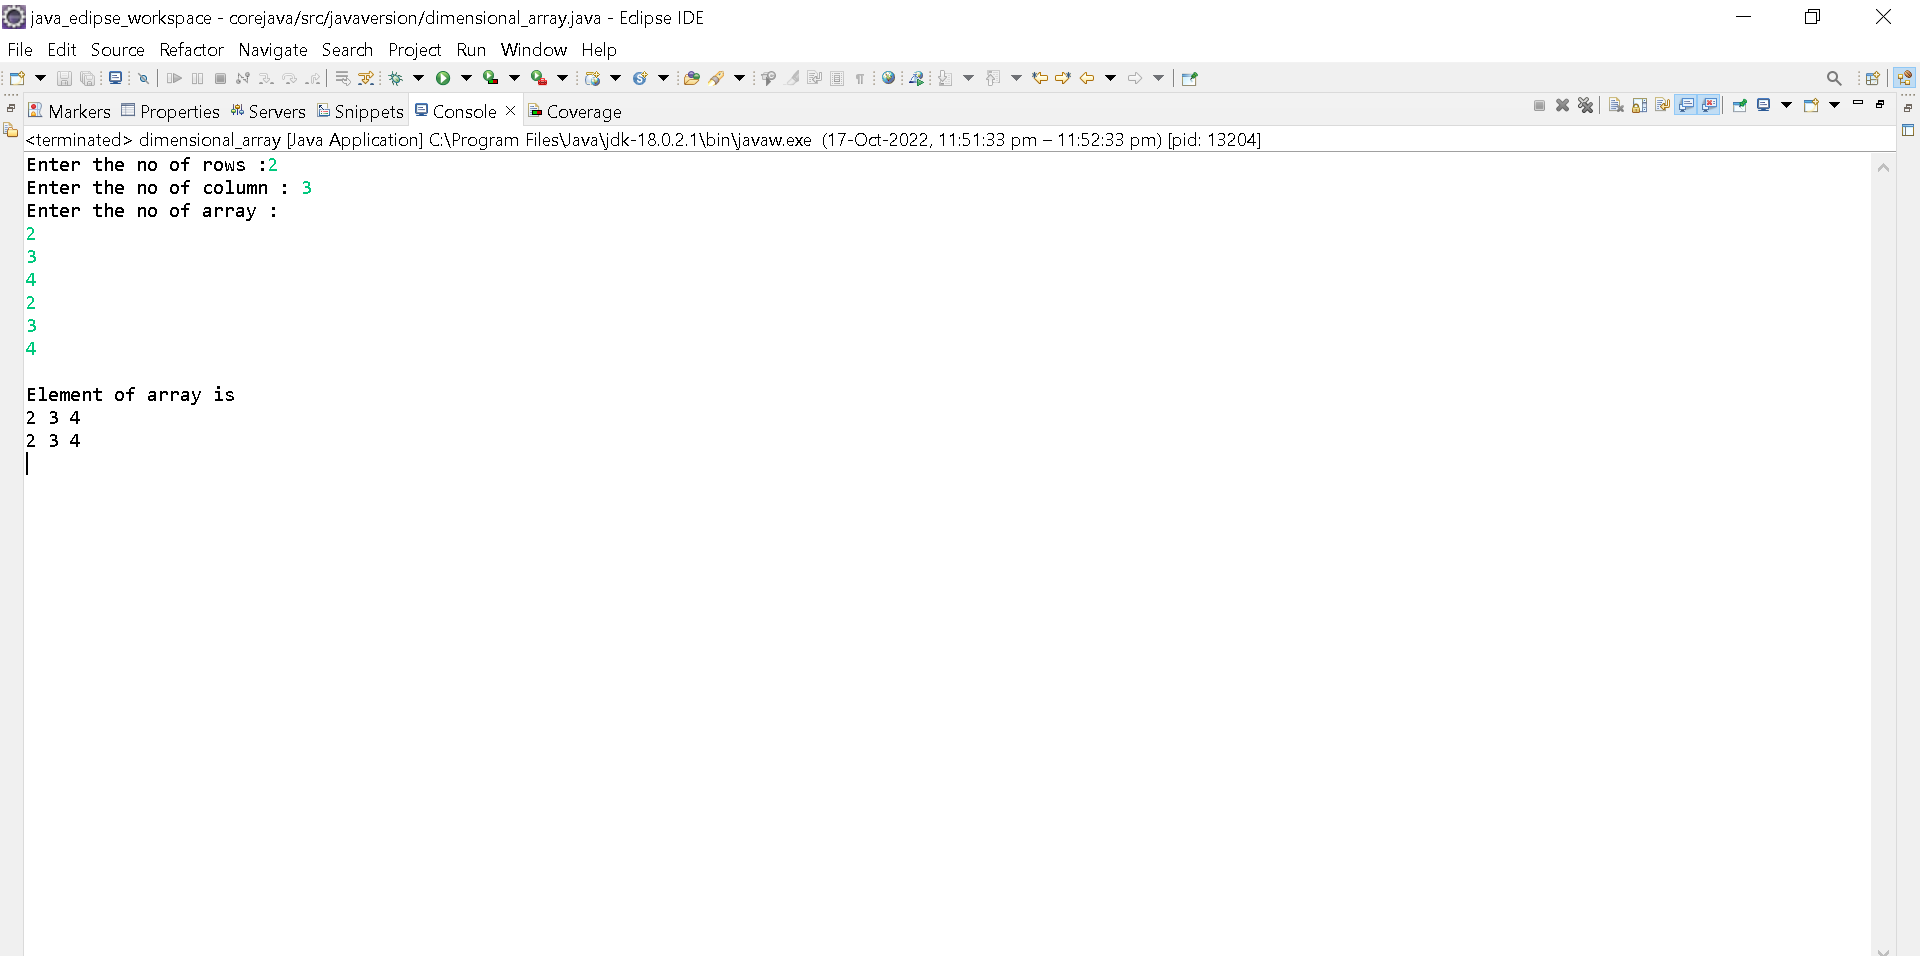 java_eclipse_workspace - corejava/src/javaversion/dimensional_array.java - Eclipse IDE
File Edit Source Refactor Navigate Search Project Run Window Help
Markers Properties Servers Snippets Console Coverage
<terminated> dimensional_array [Java Application] C:\Program Files\Java\jdk-18.0.2.1\bin\javaw.exe (17-Oct-2022, 11:51:33 pm – 11:52:33 pm) [pid: 13204]
Enter the no of rows :2
Enter the no of column : 3
Enter the no of array :
2
3
4
2
3
4
Element of array is
2 3 4
2 3 4